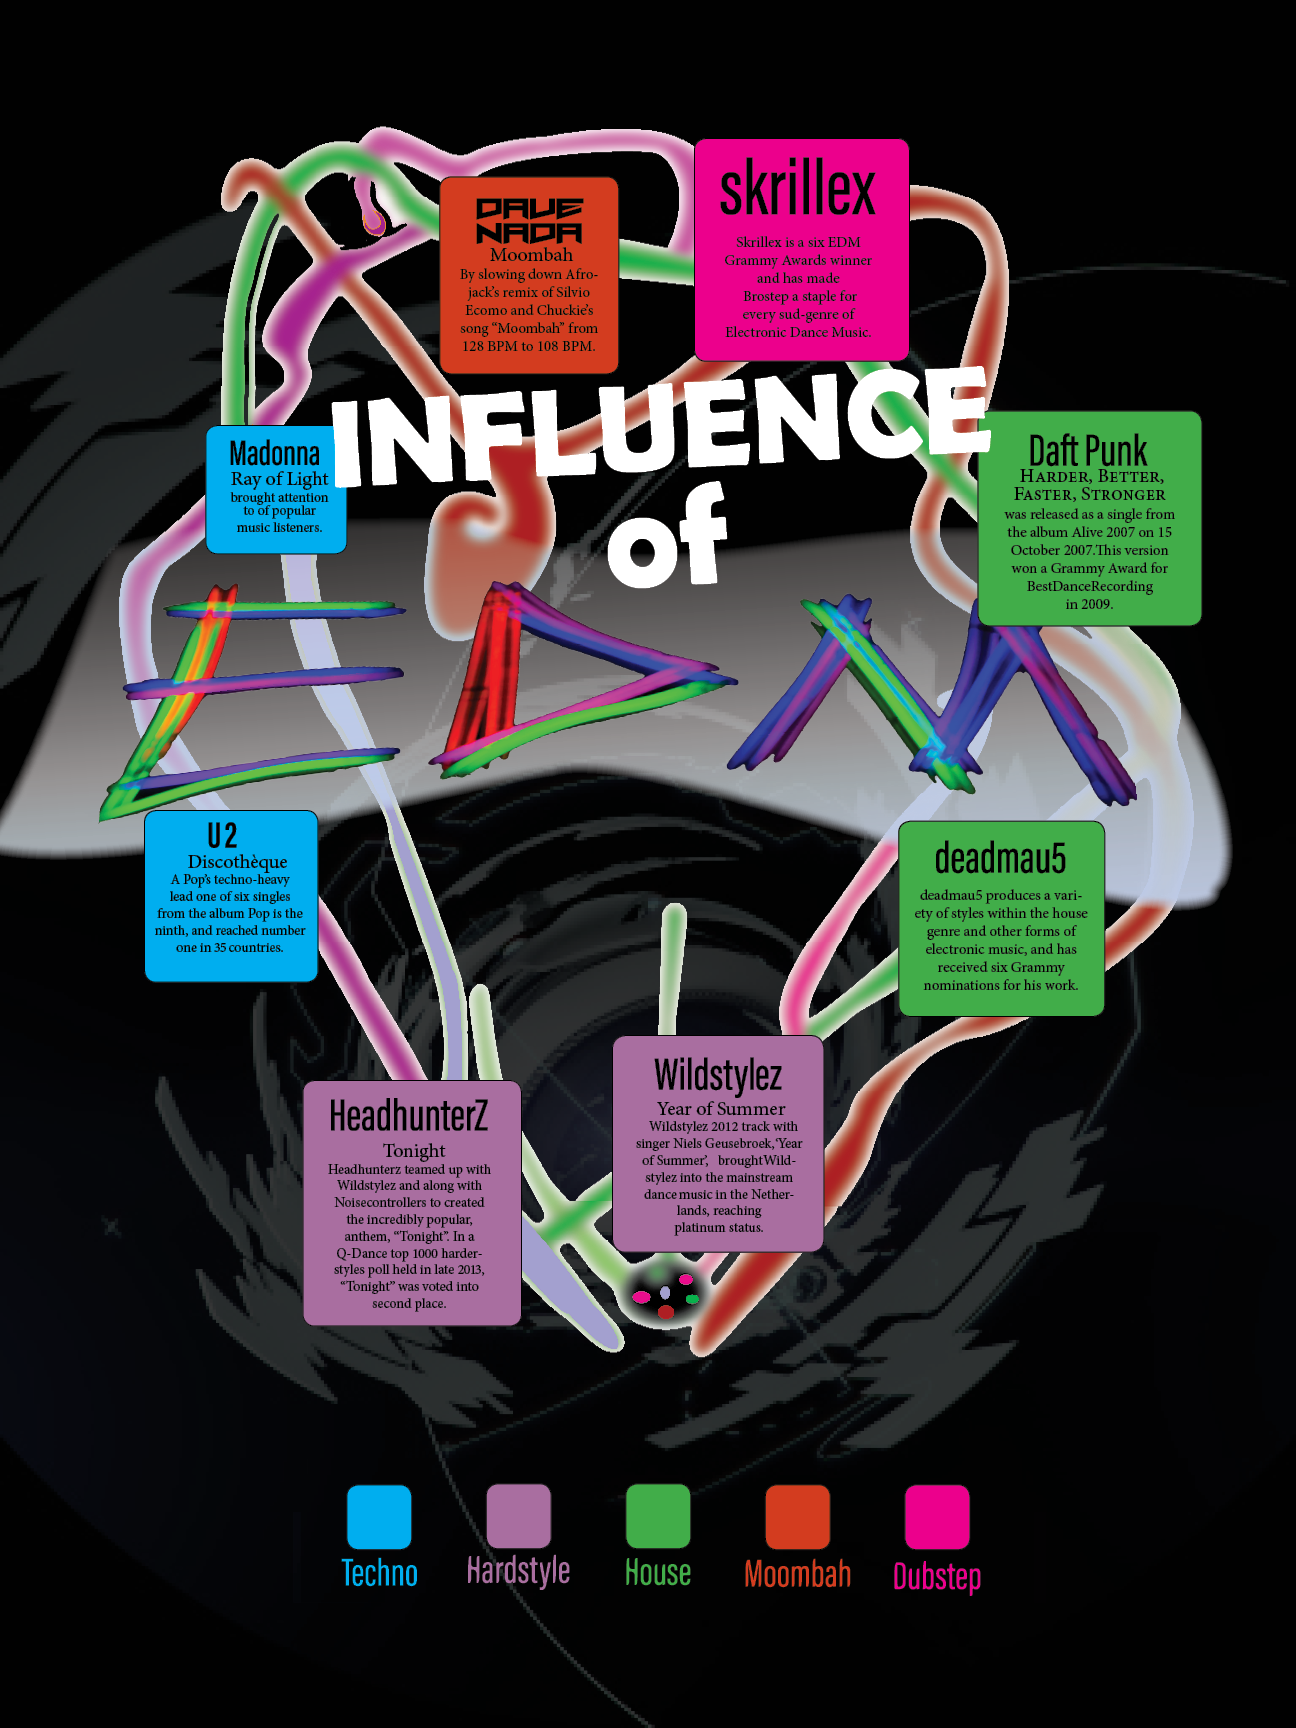 DAVE
NADA
Moombah
By slowing down Afro-
jack's remix of Silvio
Ecomo and Chuckie's
song "Moombah" from
128 BPM to 108 BPM.
skrillex
Skrillex is a six EDM
Grammy Awards winner
and has made
Brostep a staple for
every sud-genre of
Electronic Dance Music.
INFLUENCE
of
EDM
Madonna
Ray of Light
brought attention
to of popular
music listeners.
Daft Punk
HARDER, BETTER,
FASTER, STRONGER
was released as a single from
the album Alive 2007 on 15
October 2007.This version
won a Grammy Award for
BestDanceRecording
in 2009.
U2
Discothèque
A Pop's techno-heavy
lead one of six singles
from the album Pop is the
ninth, and reached number
one in 35 countries.
deadmau5
deadmau5 produces a vari-
ety of styles within the house
genre and other forms of
electronic music, and has
received six Grammy
nominations for his work.
HeadhunterZ
Tonight
Headhunterz teamed up with
Wildstylez and along with
Noisecontrollers to created
the incredibly popular,
anthem, "Tonight". In a
Q-Dance top 1000 harder-
styles poll held in late 2013,
"Tonight" was voted into
second place.
Wildstylez
Year of Summer
Wildstylez 2012 track with
singer Niels Geusebroek, 'Year
of Summer', broughtWild-
stylez into the mainstream
dance music in the Nether-
lands, reaching
platinum status.
Techno
Hardstyle
House
Moombah
Dubstep